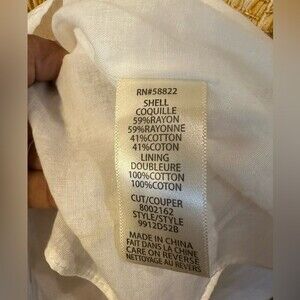 RN#58822
SHELL
COQUILLE
59%RAYON
59%RAYONNE
41%COTTON
41%COTON
LINING
DOUBLEURE
100%COTTON
100%COTON
CUT/COUPER
8002162
STYLE/STYLE
9912D52B
MADE IN CHINA
FAIT DANS LA CHINE
CARE ON REVERSE
NETTOYAGE AU REVERS